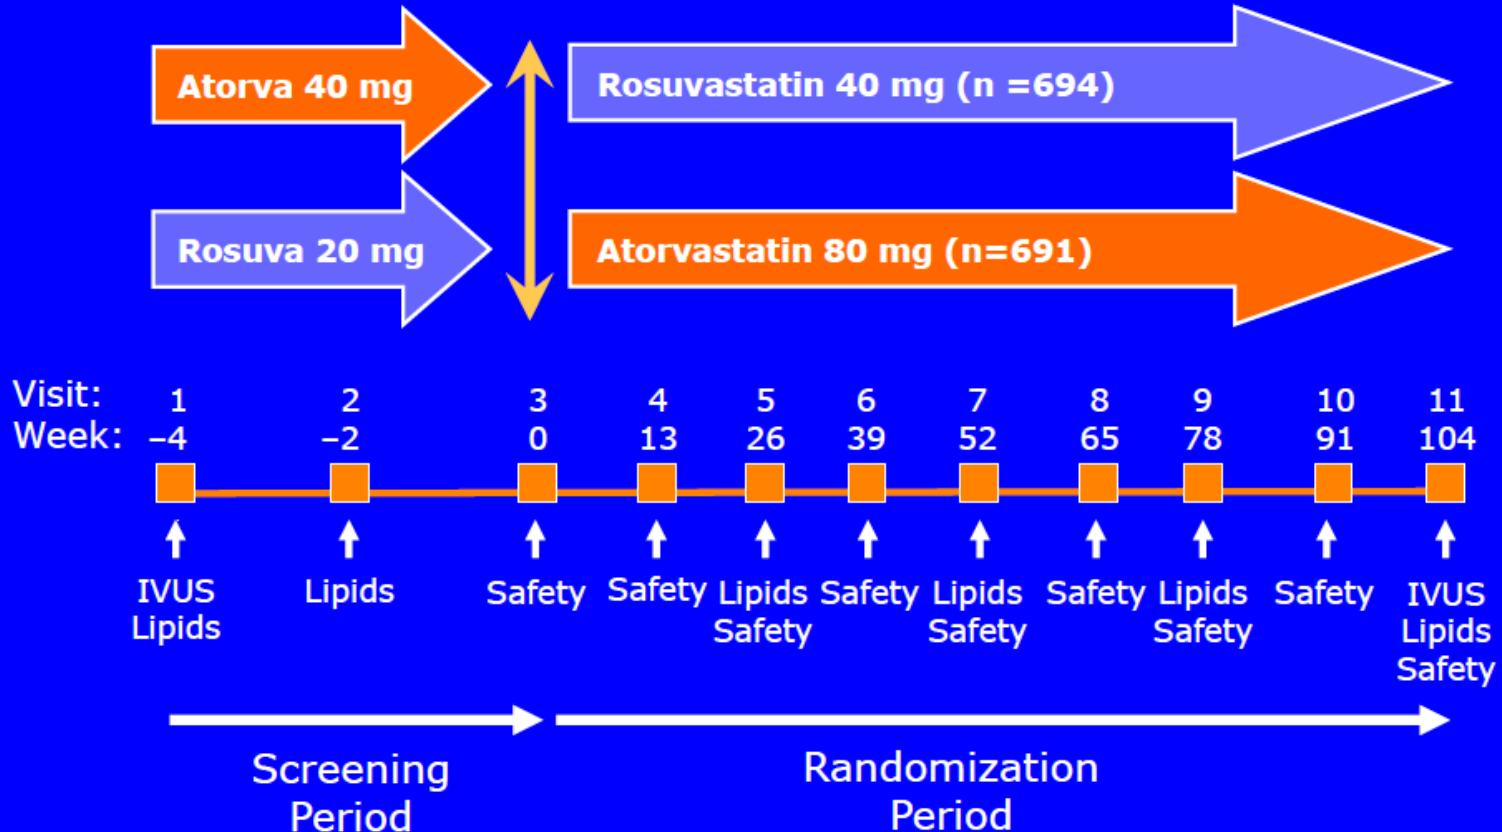 Atorva 40 mg
Rosuvastatin 40 mg (n =694)
Rosuva 20 mg
Atorvastatin 80 mg (n=691)
Visit: 1 2 3 4 5 6 7 8 9 10 11
Week: –4 –2 0 13 26 39 52 65 78 91 104
IVUS Lipids Safety Safety Lipids Safety Lipids Safety Lipids Safety IVUS
Lipids Safety Safety Safety Lipids
Safety
Screening Randomization
Period Period